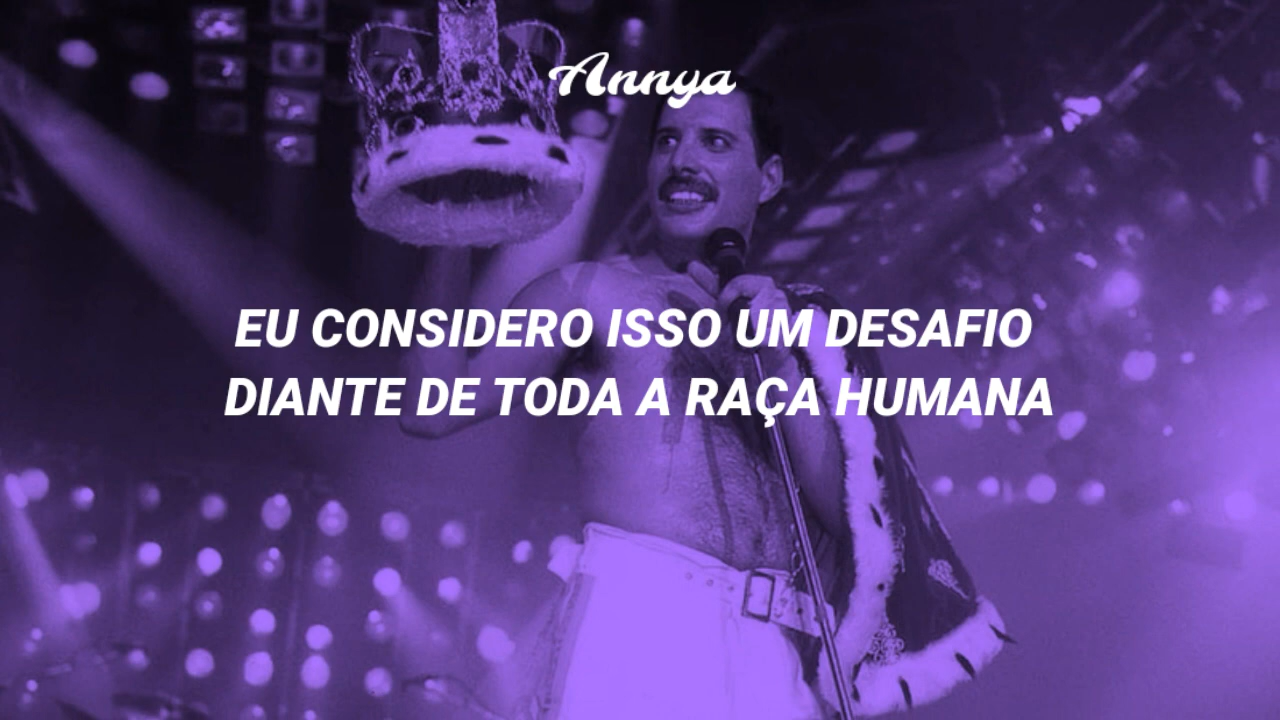 Annya
EU CONSIDERO ISSO UM DESAFIO
DIANTE DE TODA A RAÇA HUMANA